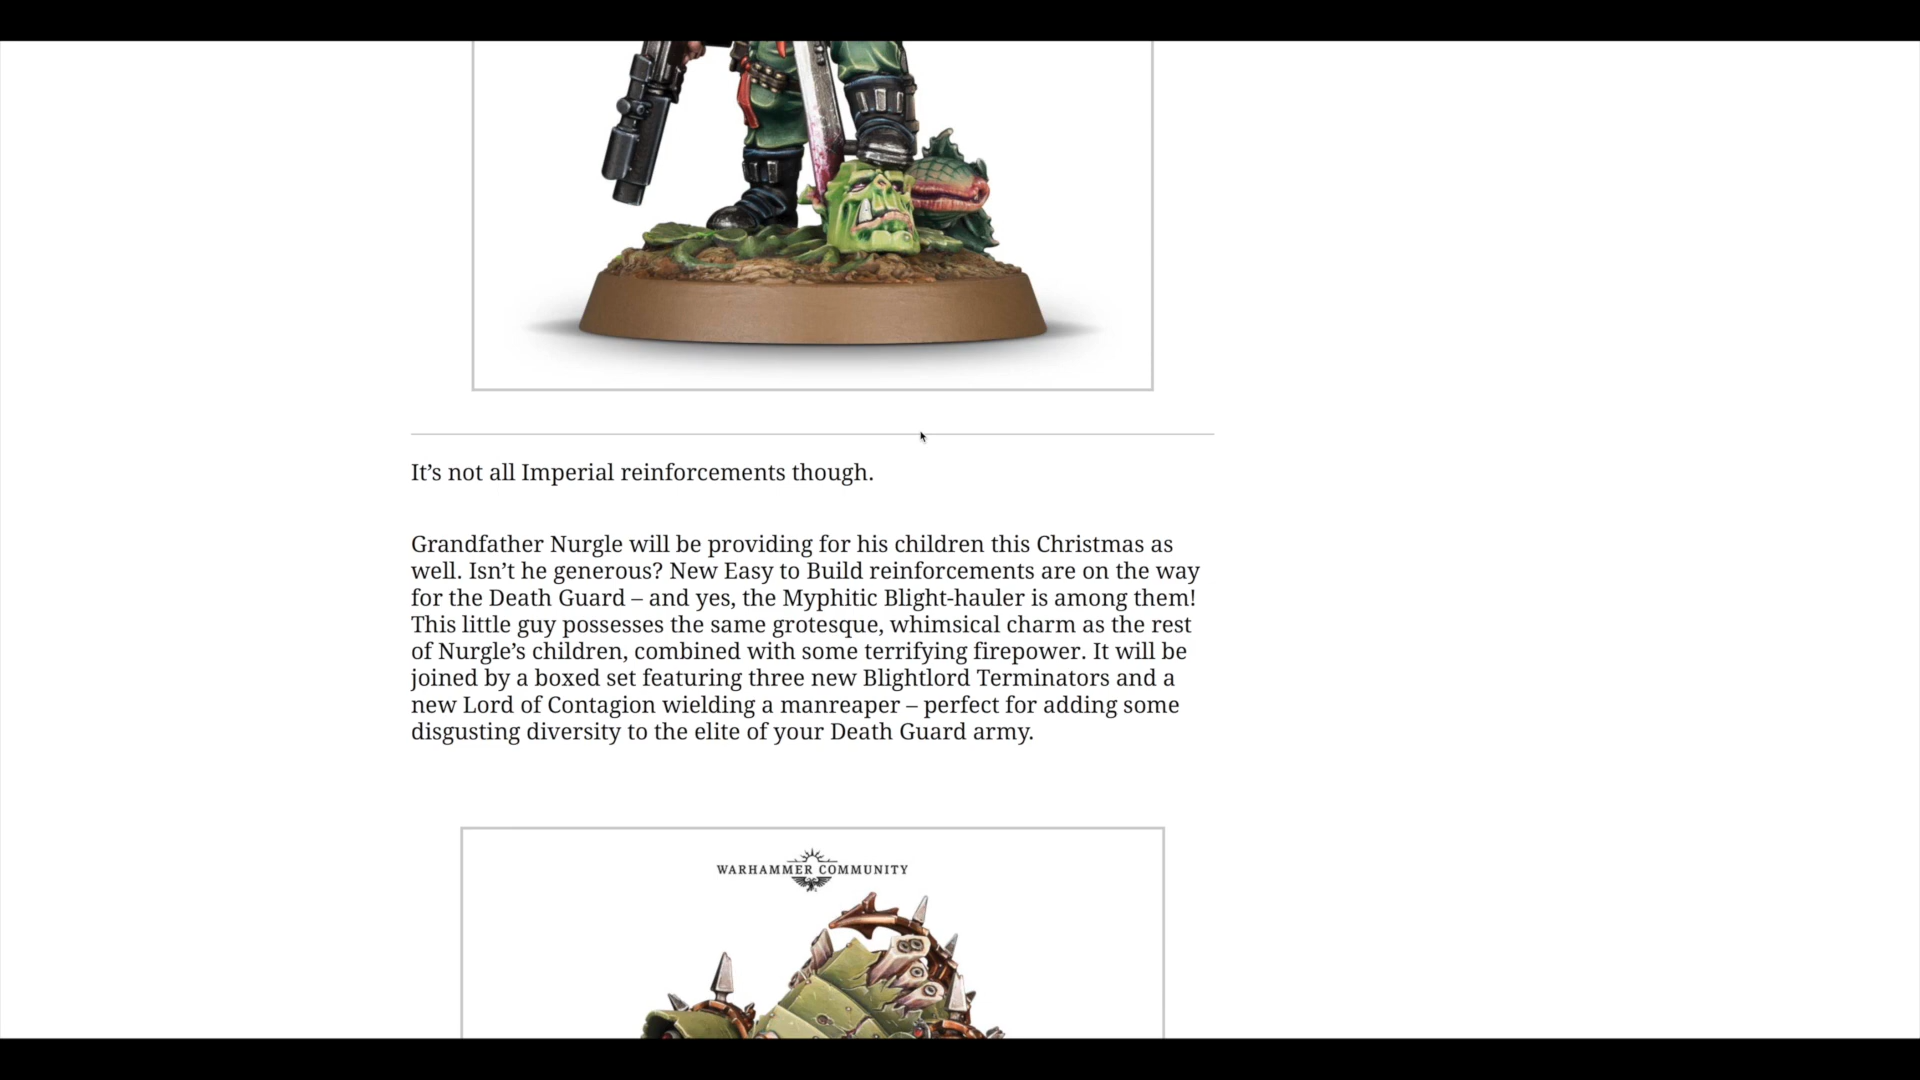 It’s not all Imperial reinforcements though.
Grandfather Nurgle will be providing for his children this Christmas as
well. Isn’t he generous? New Easy to Build reinforcements are on the way
for the Death Guard – and yes, the Myphitic Blight-hauler is among them!
This little guy possesses the same grotesque, whimsical charm as the rest
of Nurgle’s children, combined with some terrifying firepower. It will be
joined by a boxed set featuring three new Blightlord Terminators and a
new Lord of Contagion wielding a manreaper – perfect for adding some
disgusting diversity to the elite of your Death Guard army.
WARHAMMER COMMUNITY